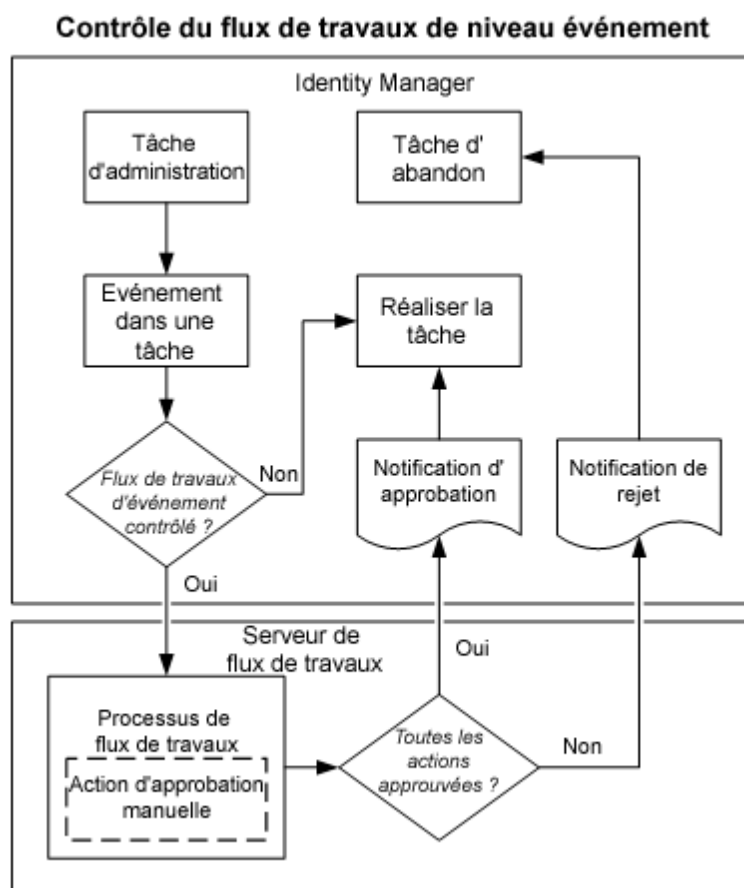 Contrôle du flux de travaux de niveau événement
Identity Manager
Tâche
d'administration
Tâche d'
abandon
Evénement
dans une
tâche
Réaliser la
tâche
Flux de travaux
d'événement
contrôlé ?
Non
Notification d'
approbation
Notification de
rejet
Oui
Serveur de
flux de travaux
Oui
Processus de
flux de travaux
Action d'approbation
manuelle
Toutes les
actions
approuvées ?
Non